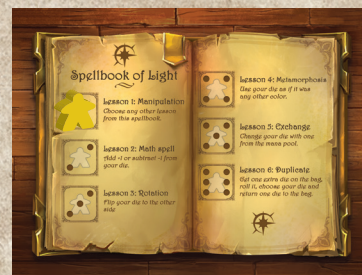 Spellbook of Light
Lesson 1: Manipulation
Choose any other lesson
from this spellbook.
Lesson 2: Math spell
Add +1 or subtract -1 from
your die.
Lesson 3: Rotation
Flip your die to the other
side
Lesson 4: Metamorphosis
Use your die as if it was
any other color.
Lesson 5: Exchange
Change your die with one
from the mana pool.
Lesson 6: Duplicate
Get one extra die on the bag,
roll it, choose your die and
return one die to the bag.